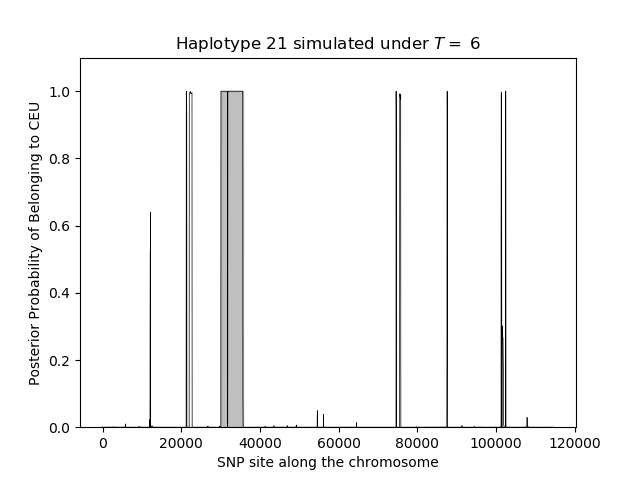 Haplotype 21 simulated under T = 6
Posterior Probability of Belonging to CEU
1.0
0.8
0.6
0.4
0.2
0.0
0 20000 40000 60000 80000 100000 120000
SNP site along the chromosome